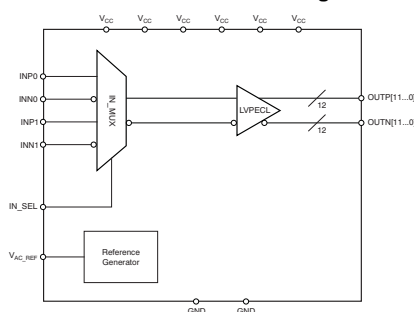 VCC VCC VCC VCC VCC VCC
INP0
INN0
INP1
INN1
IN_MUX
LVPECL
12
12
OUTP[11...0]
OUTN[11...0]
IN_SEL
VAC_REF
Reference
Generator
GND GND